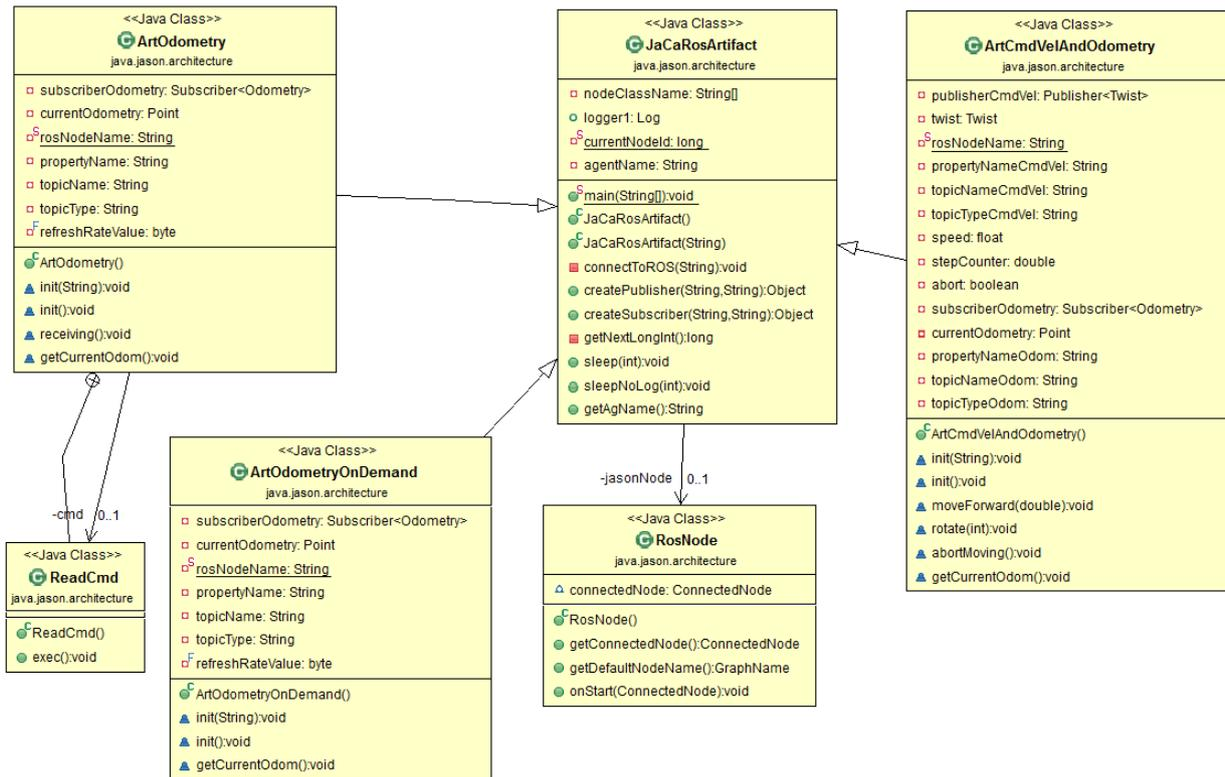 <<Java Class>>
ArtOdometry
java.jason.architecture
subscriberOdometry: Subscriber<Odometry>
currentOdometry: Point
rosNodeName: String
propertyName: String
topicName: String
topicType: String
refreshRateValue: byte
ArtOdometry()
init(String):void
init():void
receiving():void
getCurrentOdom():void
<<Java Class>>
JaCaRosArtifact
java.jason.architecture
nodeClassName: String[]
logger1: Log
currentNodeId: long
agentName: String
main(String[]):void
JaCaRosArtifact()
JaCaRosArtifact(String)
connectToROS(String):void
createPublisher(String,String):Object
createSubscriber(String,String):Object
getNextLongInt():long
sleep(int):void
sleepNoLog(int):void
getAgName():String
<<Java Class>>
ArtCmdVelAndOdometry
java.jason.architecture
publisherCmdVel: Publisher<Twist>
twist: Twist
rosNodeName: String
propertyNameCmdVel: String
topicNameCmdVel: String
topicTypeCmdVel: String
speed: float
stepCounter: double
abort: boolean
subscriberOdometry: Subscriber<Odometry>
currentOdometry: Point
propertyNameOdom: String
topicNameOdom: String
topicTypeOdom: String
ArtCmdVelAndOdometry()
init(String):void
init():void
moveForward(double):void
rotate(int):void
abortMoving():void
getCurrentOdom():void
-cmd 0..1
<<Java Class>>
ReadCmd
java.jason.architecture
ReadCmd()
exec():void
<<Java Class>>
ArtOdometryOnDemand
java.jason.architecture
subscriberOdometry: Subscriber<Odometry>
currentOdometry: Point
rosNodeName: String
propertyName: String
topicName: String
topicType: String
refreshRateValue: byte
ArtOdometryOnDemand()
init(String):void
init():void
getCurrentOdom():void
-jasonNode 0..1
<<Java Class>>
RosNode
java.jason.architecture
connectedNode: ConnectedNode
RosNode()
getConnectedNode():ConnectedNode
getDefaultNodeName():GraphName
onStart(ConnectedNode):void